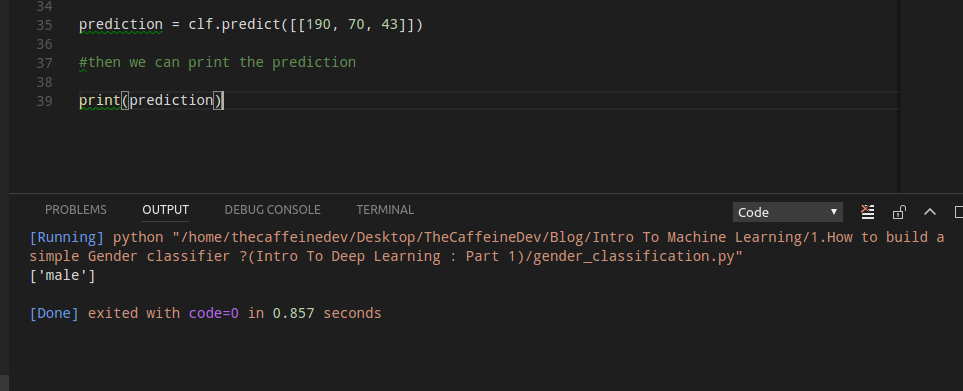 34
35 prediction = clf.predict([[190, 70, 43]])
36
37 #then we can print the prediction
38
39 print(prediction)
PROBLEMS OUTPUT DEBUG CONSOLE TERMINAL Code
[Running] python "/home/thecaffeinedev/Desktop/TheCaffeineDev/Blog/Intro To Machine Learning/1.How to build a
simple Gender classifier ?(Intro To Deep Learning : Part 1)/gender_classification.py"
['male']
[Done] exited with code=0 in 0.857 seconds